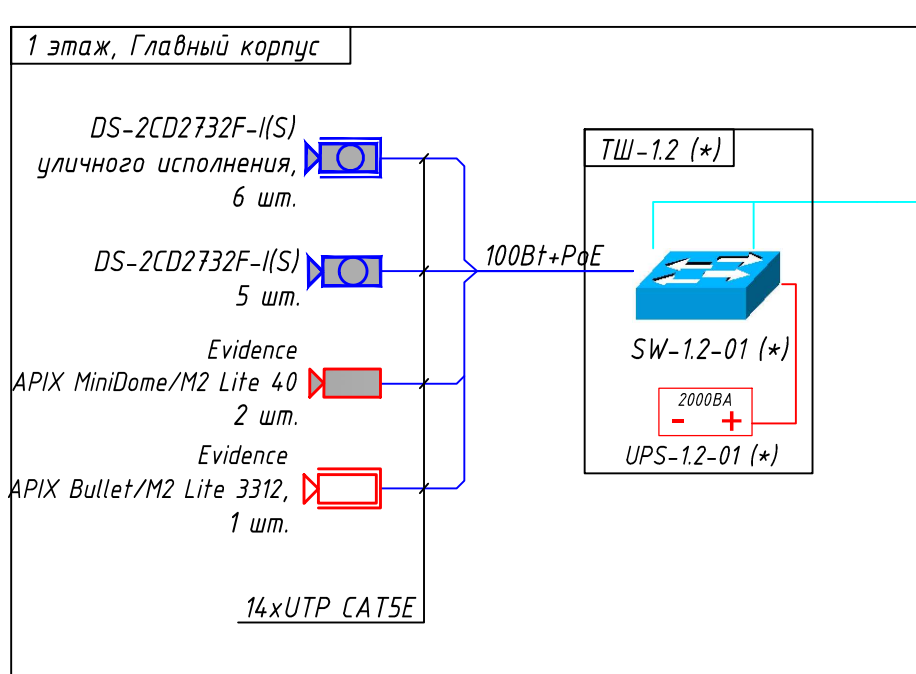 1 этаж, Главный корпус
DS-2CD2732F-I(S)
уличного исполнения,
6 шт.
DS-2CD2732F-I(S)
5 шт.
Evidence
APIX MiniDome/M2 Lite 40
2 шт.
Evidence
APIX Bullet/M2 Lite 3312,
1 шт.
14xUTP CAT5E
100Bt+PoE
ТШ-1.2 (*)
SW-1.2-01 (*)
2000ВА
- +
UPS-1.2-01 (*)